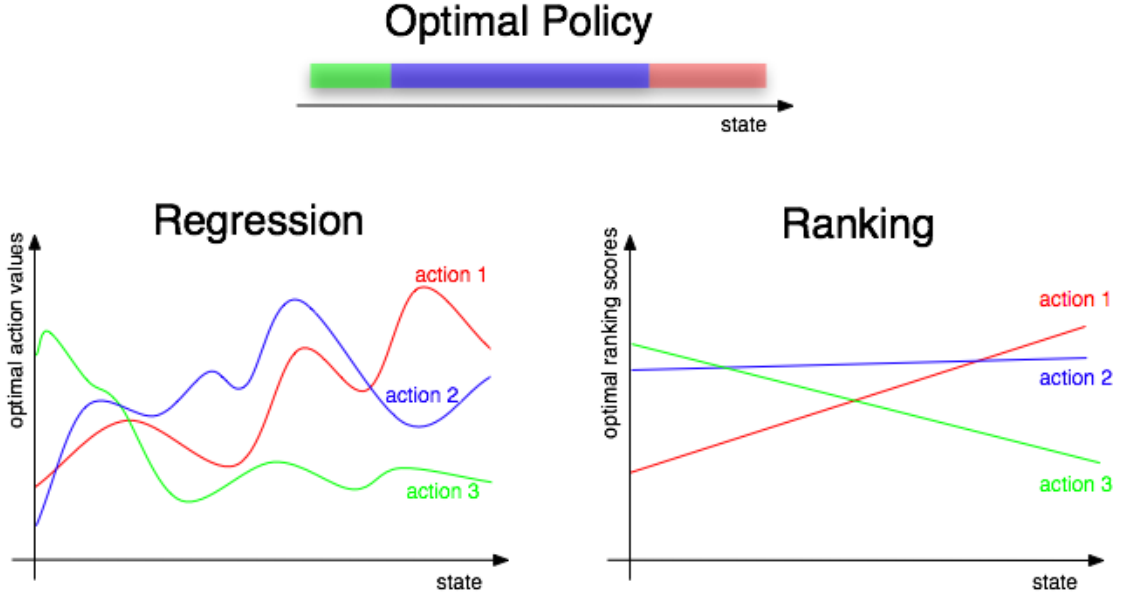 Optimal Policy
state
Regression
optimal action values
action 1
action 2
action 3
state
Ranking
optimal ranking scores
action 1
action 2
action 3
state